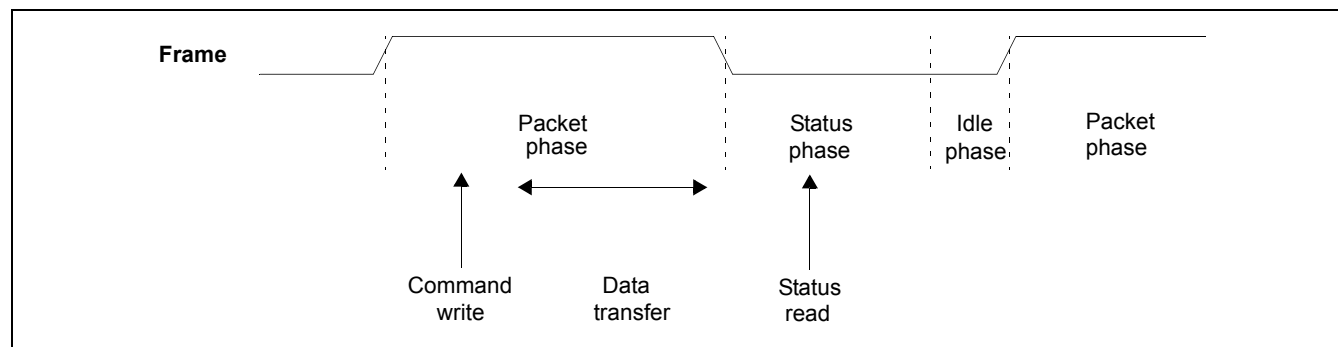 Frame
Packet
phase
Status
phase
Idle
phase
Packet
phase
Command
write
Data
transfer
Status
read